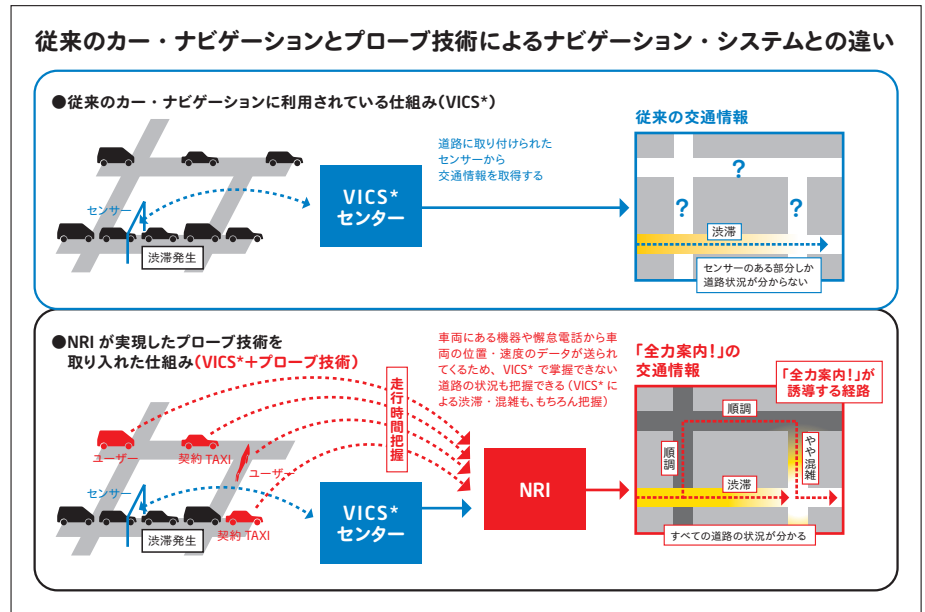 従来のカー・ナビゲーションとプローブ技術によるナビゲーション・システムとの違い
●従来のカー・ナビゲーションに利用されている仕組み(VICS*)
センサー
渋滞発生
VICS*
センター
道路に取り付けられた
センサーから
交通情報を取得する
従来の交通情報
?
?
?
渋滞
センサーのある部分しか
道路状況が分からない
●NRI が実現したプローブ技術を
取り入れた仕組み(VICS*+プローブ技術)
ユーザー
契約 TAXI
ユーザー
センサー
渋滞発生
契約 TAXI
走行時間把握
VICS*
センター
車両にある機器や懈怠電話から車
両の位置・速度のデータが送られ
てくるため、VICS* で掌握できない
道路の状況も把握できる(VICS* に
よる渋滞・混雑も、もちろん把握)
NRI
「全力案内!」の
交通情報
「全力案内!」が
誘導する経路
順調
順調
やや混雑
渋滞
すべての道路の状況が分かる